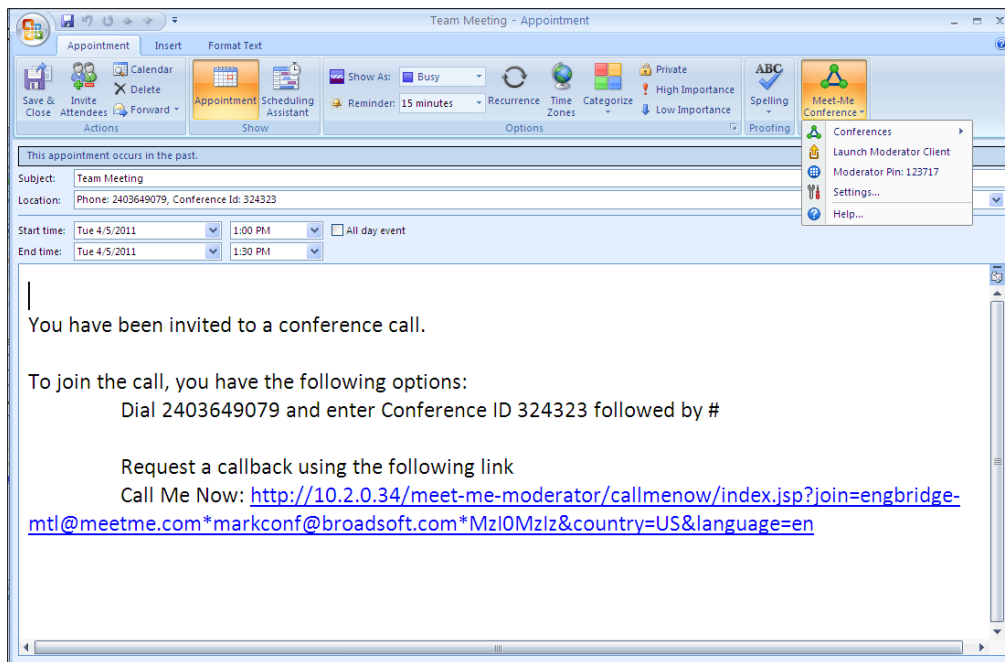 Team Meeting - Appointment
Appointment Insert Format Text
Save & Close
Invite Attendees
Calendar
Delete
Forward
Actions
Appointment
Scheduling Assistant
Show
Show As: Busy
Reminder: 15 minutes
Recurrence
Time Zones
Categorize
Private
High Importance
Low Importance
Options
ABC
Spelling
Proofing
Meet-Me Conference
Conferences
Launch Moderator Client
Moderator Pin: 123717
Settings...
Help...
This appointment occurs in the past.
Subject: Team Meeting
Location: Phone: 2403649079, Conference Id: 324323
Start time: Tue 4/5/2011 1:00 PM All day event
End time: Tue 4/5/2011 1:30 PM
You have been invited to a conference call.
To join the call, you have the following options:
Dial 2403649079 and enter Conference ID 324323 followed by #
Request a callback using the following link
Call Me Now: http://10.2.0.34/meet-me-moderator/callmenow/index.jsp?join=engbridge-
mtl@meetme.com*markconf@broadsoft.com*MzI0MzIz&country=US&language=en